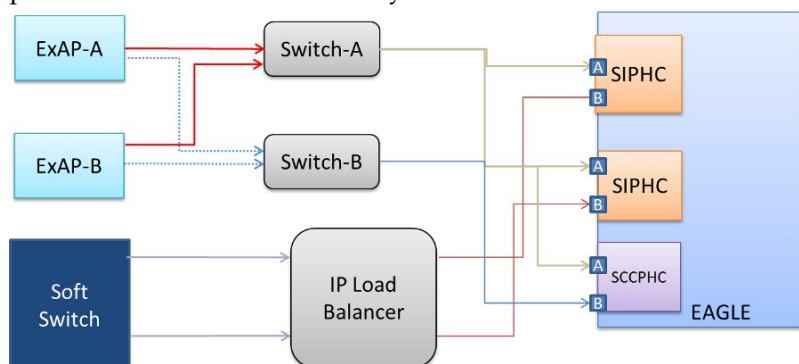 ExAP-A
Switch-A
A
SIPHC
B
ExAP-B
Switch-B
A
SIPHC
B
Soft
Switch
IP Load
Balancer
A
SCCPHC
B
EAGLE